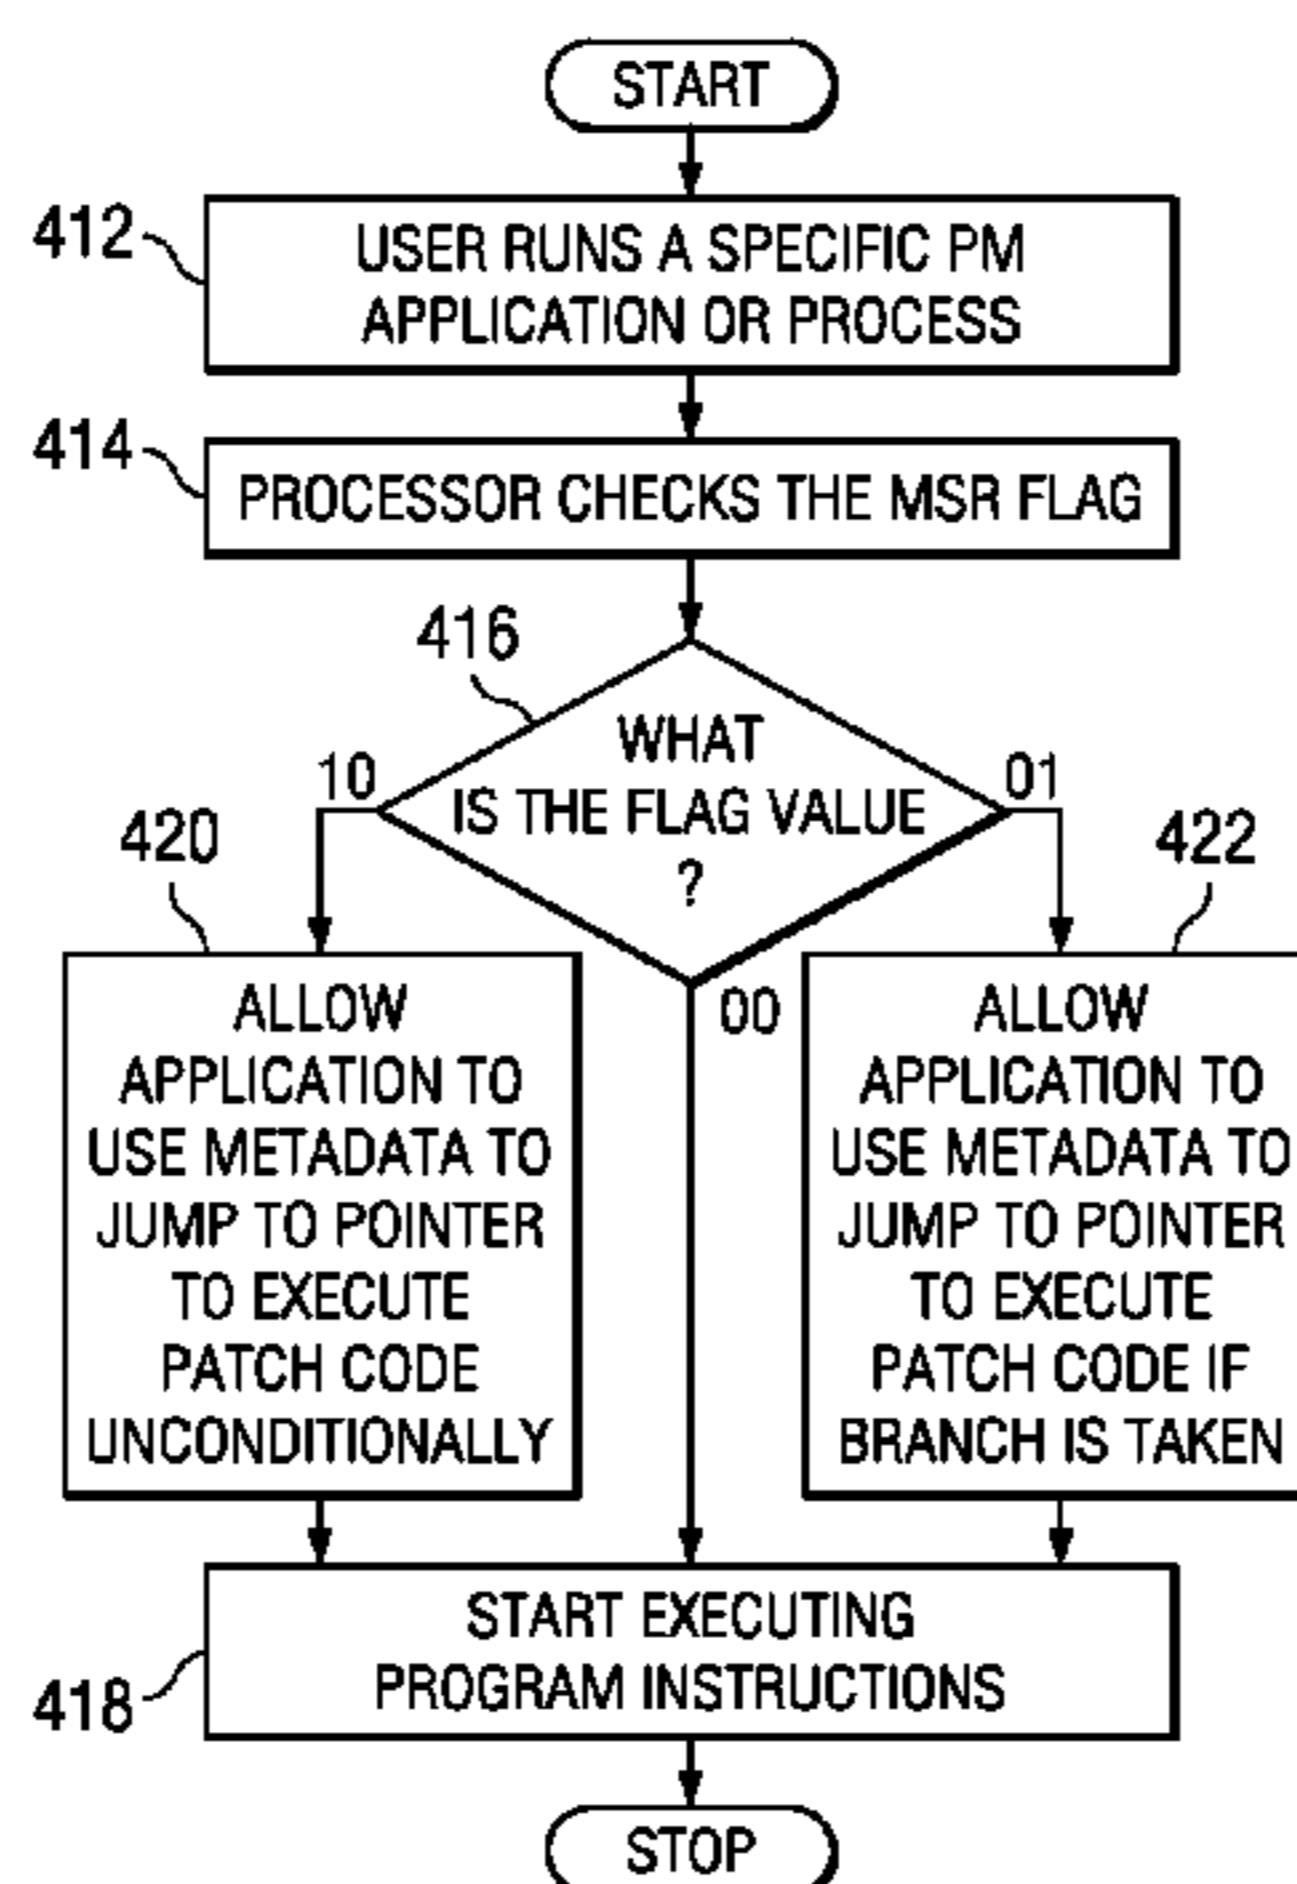 START
412
USER RUNS A SPECIFIC PM
APPLICATION OR PROCESS
414
PROCESSOR CHECKS THE MSR FLAG
416
WHAT
IS THE FLAG VALUE
?
10
01
00
420
ALLOW
APPLICATION TO
USE METADATA TO
JUMP TO POINTER
TO EXECUTE
PATCH CODE
UNCONDITIONALLY
422
ALLOW
APPLICATION TO
USE METADATA TO
JUMP TO POINTER
TO EXECUTE
PATCH CODE IF
BRANCH IS TAKEN
418
START EXECUTING
PROGRAM INSTRUCTIONS
STOP